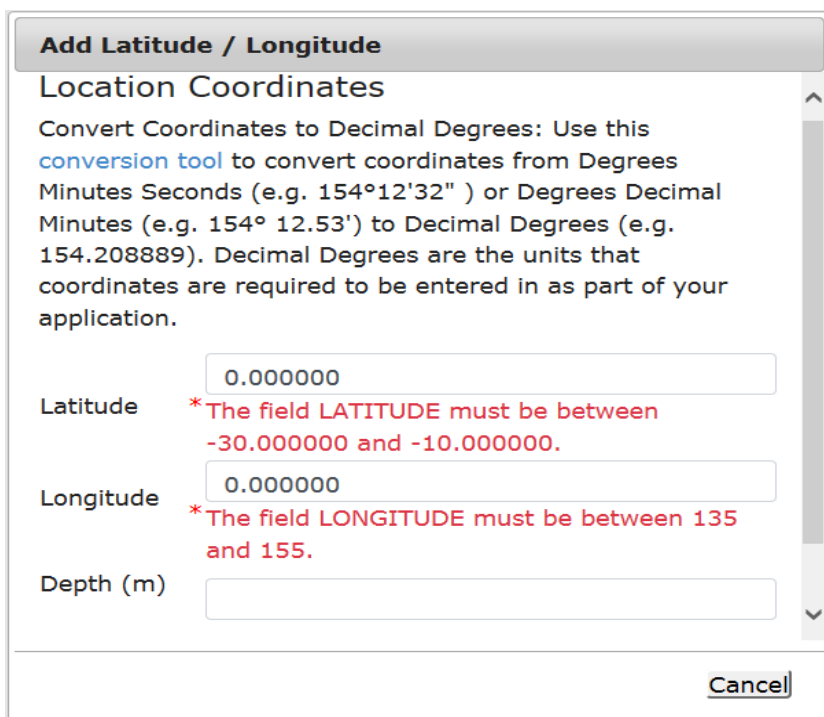 Add Latitude / Longitude
Location Coordinates
Convert Coordinates to Decimal Degrees: Use this
conversion tool to convert coordinates from Degrees
Minutes Seconds (e.g. 154°12'32" ) or Degrees Decimal
Minutes (e.g. 154° 12.53') to Decimal Degrees (e.g.
154.208889). Decimal Degrees are the units that
coordinates are required to be entered in as part of your
application.
0.000000
Latitude
*The field LATITUDE must be between
-30.000000 and -10.000000.
0.000000
Longitude
*The field LONGITUDE must be between 135
and 155.
Depth (m)
Cancel